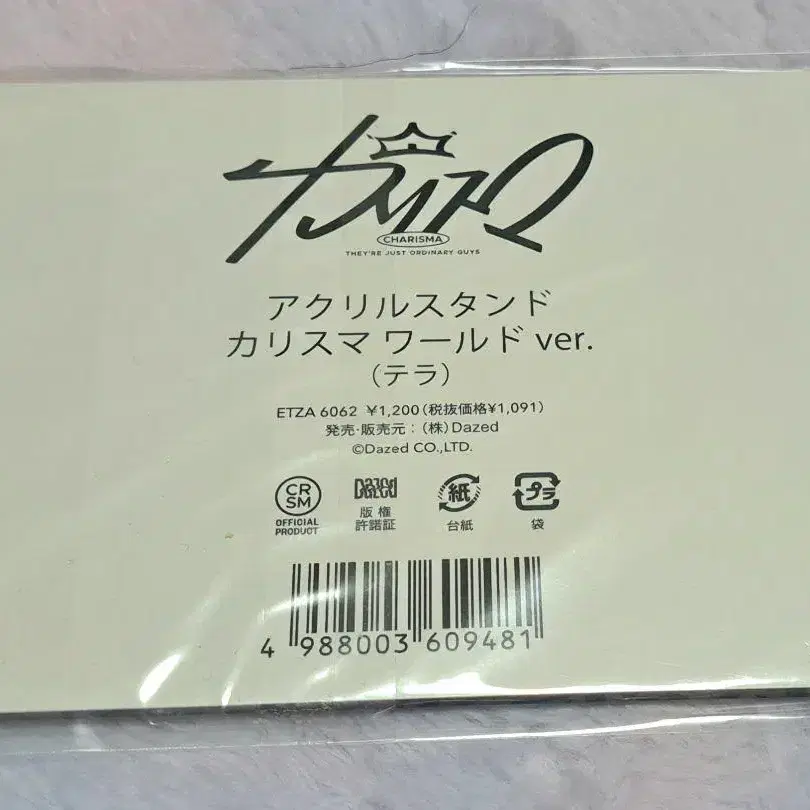 カリスマ
CHARISMA
THEY'RE JUST ORDINARY GUYS
アクリルスタンド
カリスマ ワールド ver.
（テラ）
ETZA 6062 ¥1,200（税抜価格¥1,091）
発売・販売元：（株）Dazed
©Dazed CO.,LTD.
CR
SM
OFFICIAL
PRODUCT
Dazed
版権
許諾証
紙
台紙
プラ
袋
4 988003 609481